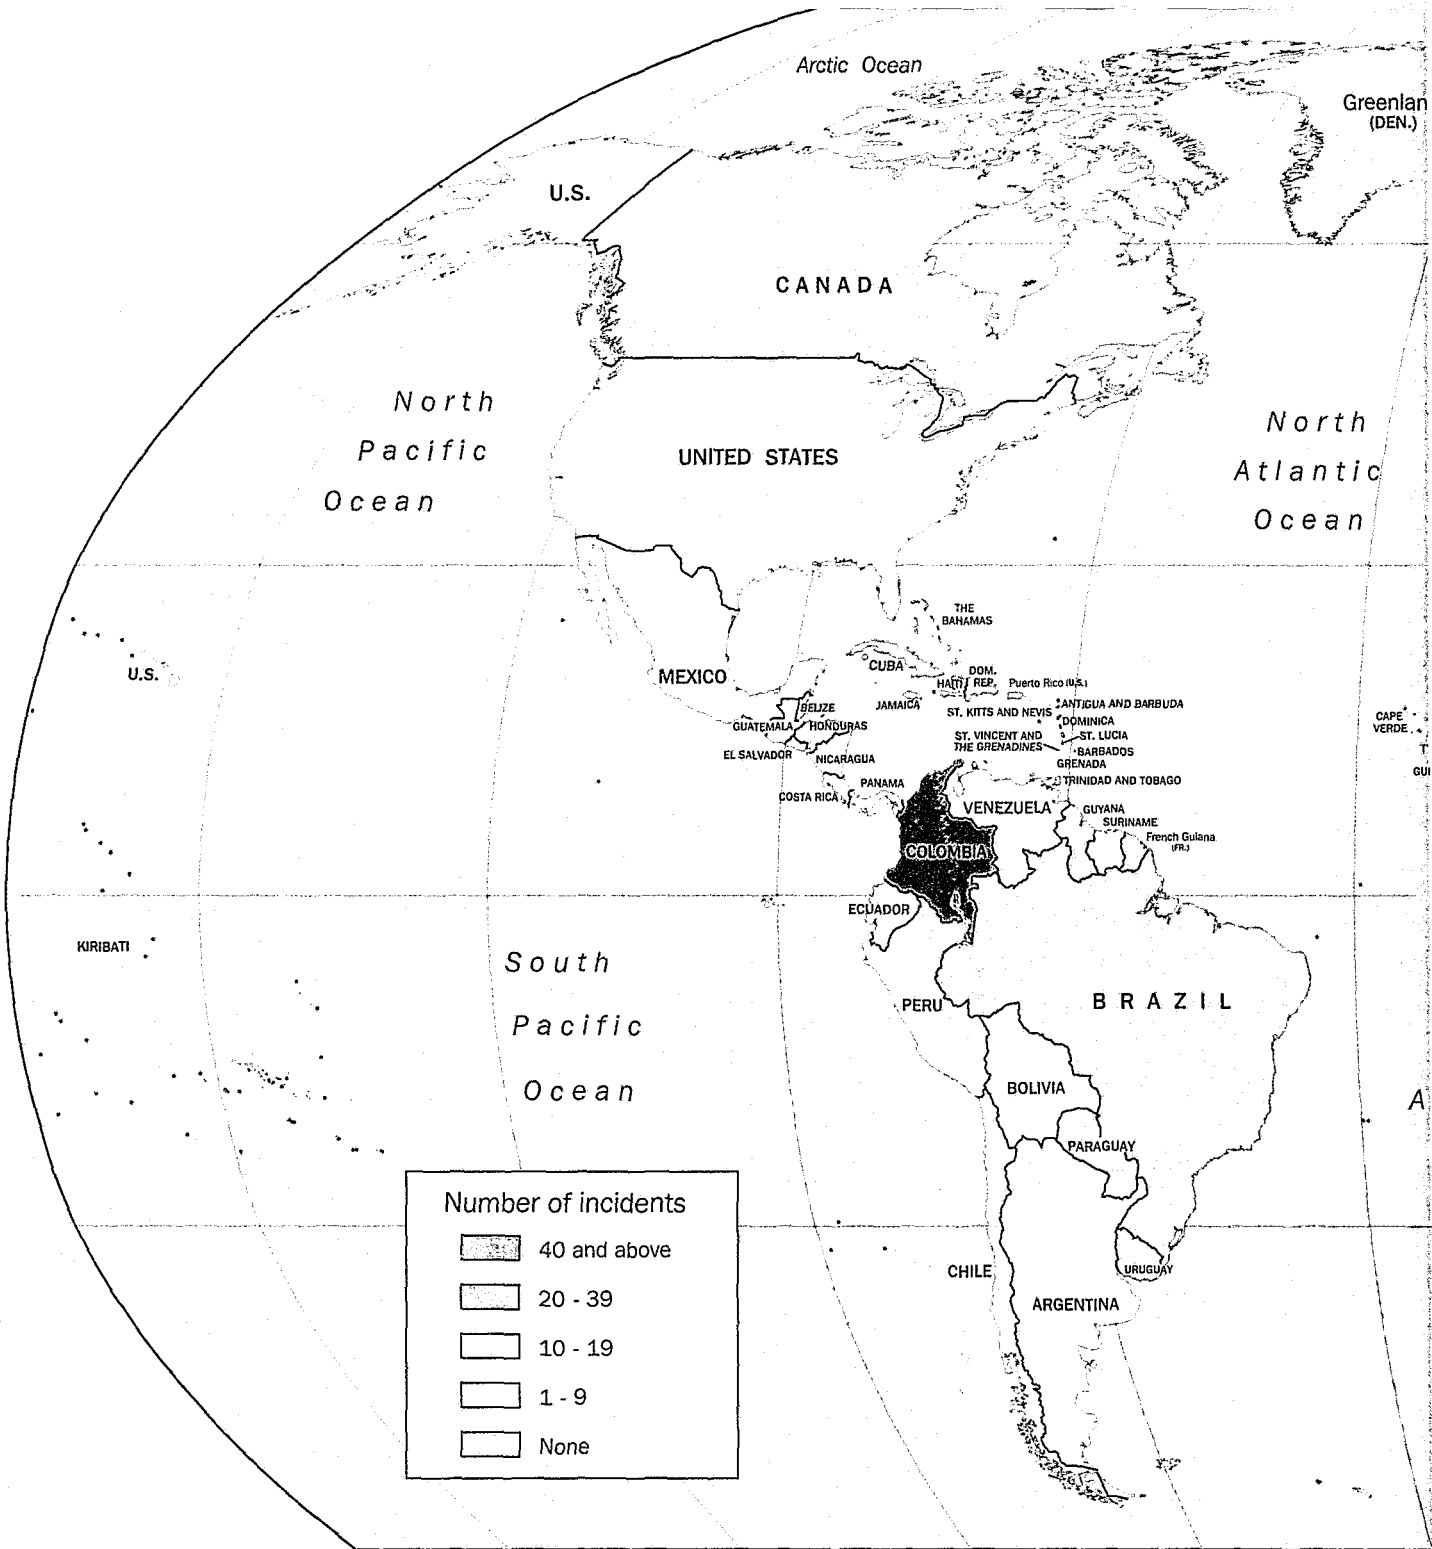 Arctic Ocean
Greenlan
(DEN.)
U.S.
CANADA
North
Pacific
Ocean
UNITED STATES
North
Atlantic
Ocean
THE
BAHAMAS
U.S.
MEXICO
CUBA
HAITI
DOM.
REP.
Puerto Rico (U.S.)
JAMAICA
BELIZE
GUATEMALA
HONDURAS
EL SALVADOR
NICARAGUA
COSTA RICA
PANAMA
ST. KITTS AND NEVIS
ANTIGUA AND BARBUDA
DOMINICA
ST. VINCENT AND
THE GRENADINES
ST. LUCIA
BARBADOS
GRENADA
TRINIDAD AND TOBAGO
CAPE
VERDE
T
GUI
VENEZUELA
GUYANA
SURINAME
French Guiana
(FR.)
COLOMBIA
ECUADOR
KIRIBATI
South
Pacific
Ocean
PERU
BRAZIL
BOLIVIA
A
PARAGUAY
CHILE
URUGUAY
ARGENTINA
Number of incidents
40 and above
20 - 39
10 - 19
1 - 9
None